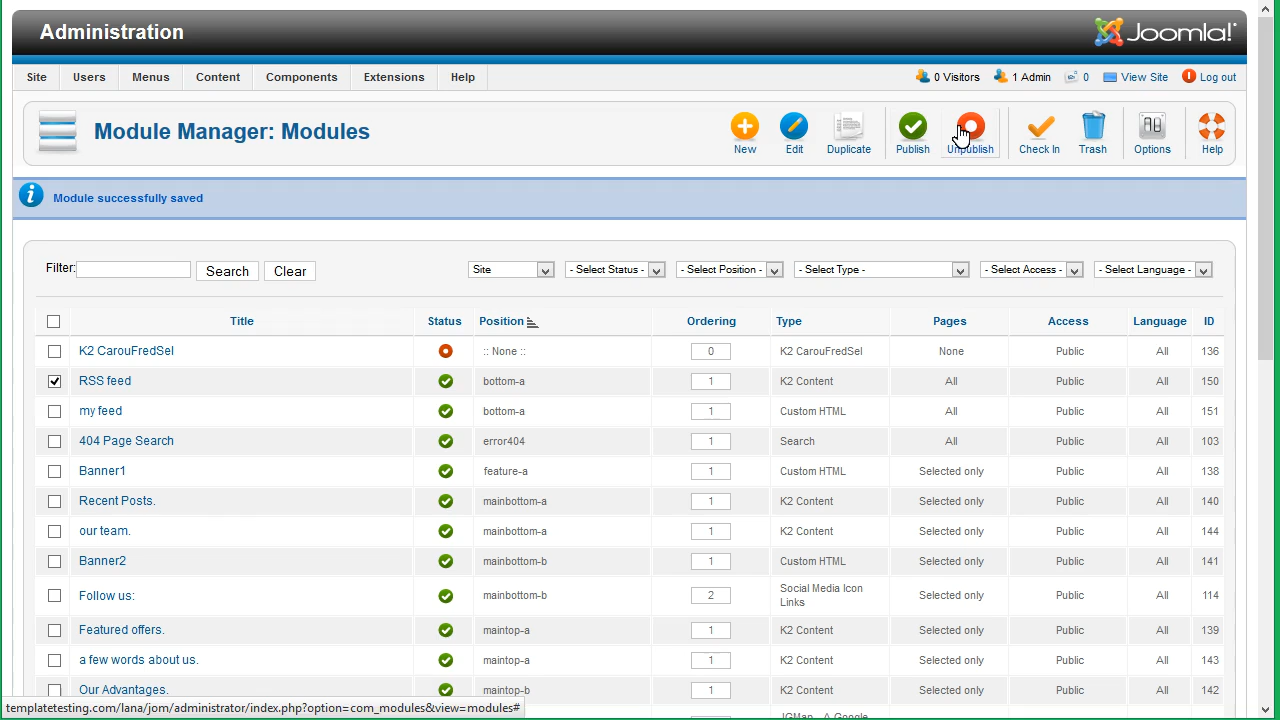 Administration
Joomla!
Site Users Menus Content Components Extensions Help
0 Visitors 1 Admin 0 View Site Log out
Module Manager: Modules
New Edit Duplicate Publish Unpublish Check In Trash Options Help
Module successfully saved
Filter: Search Clear Site - Select Status - - Select Position - - Select Type - - Select Access - - Select Language -
Title Status Position Ordering Type Pages Access Language ID
K2 CarouFredSel :: None :: 0 K2 CarouFredSel None Public All 136
RSS feed bottom-a 1 K2 Content All Public All 150
my feed bottom-a 1 Custom HTML All Public All 151
404 Page Search error404 1 Search All Public All 103
Banner1 feature-a 1 Custom HTML Selected only Public All 138
Recent Posts. mainbottom-a 1 K2 Content Selected only Public All 140
our team. mainbottom-a 1 K2 Content Selected only Public All 144
Banner2 mainbottom-b 1 Custom HTML Selected only Public All 141
Follow us: mainbottom-b 2 Social Media Icon Links Selected only Public All 114
Featured offers. maintop-a 1 K2 Content Selected only Public All 139
a few words about us. maintop-a 1 K2 Content Selected only Public All 143
Our Advantages. maintop-b 1 K2 Content Selected only Public All 142
templatetesting.com/lana/jom/administrator/index.php?option=com_modules&view=modules#